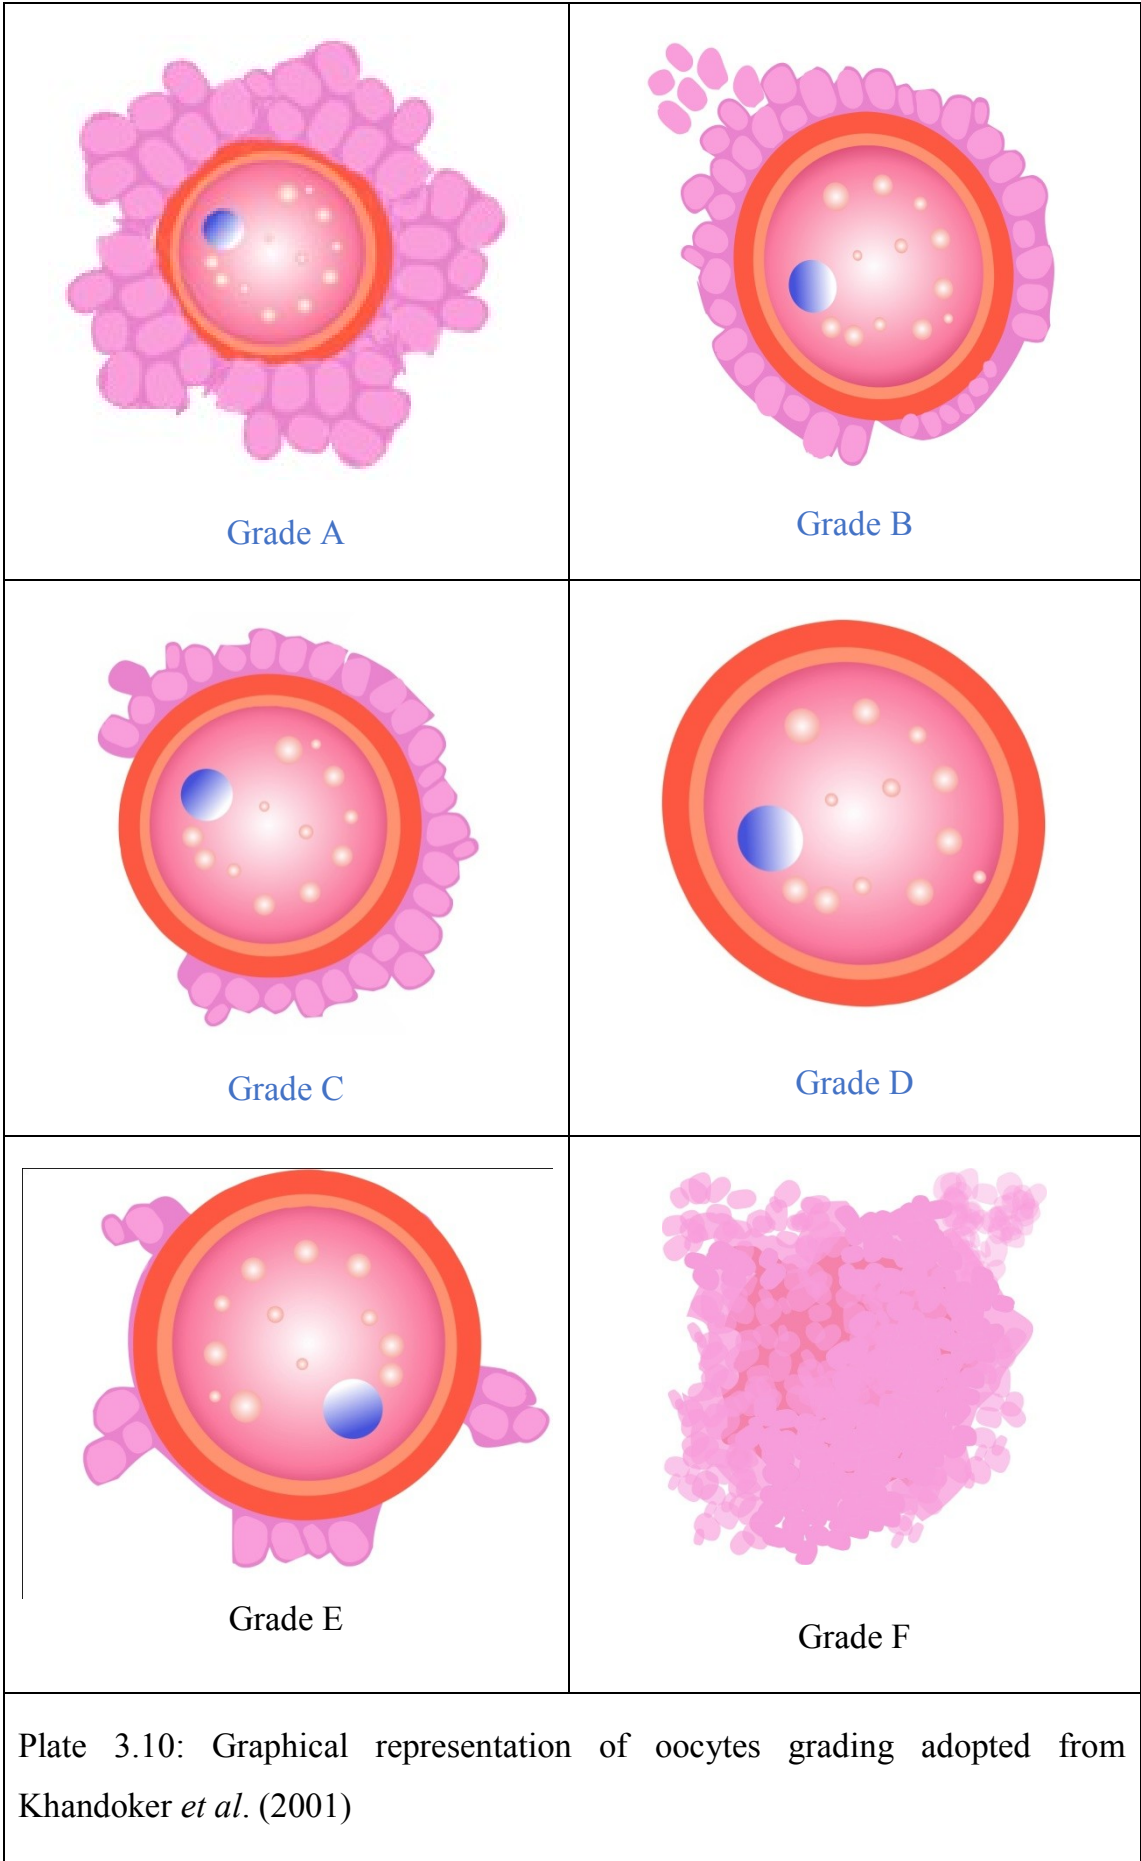 Grade A
Grade B
Grade C
Grade D
Grade E
Grade F
Plate 3.10: Graphical representation of oocytes grading adopted from
Khandoker et al. (2001)